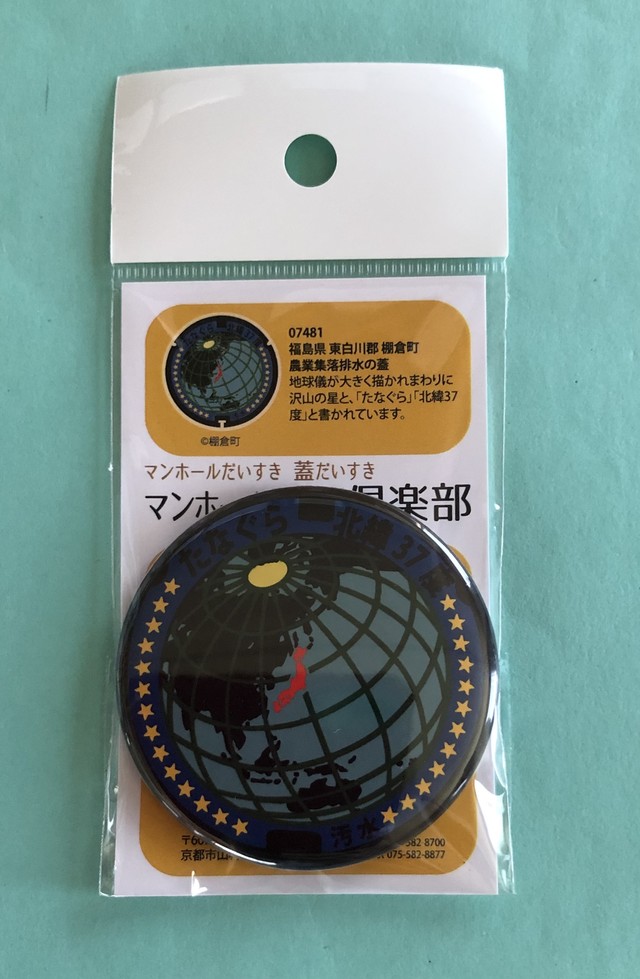 07481
福島県 東白川郡 棚倉町
農業集落排水の蓋
地球儀が大きく描かれまわりに
沢山の星と、「たなぐら」「北緯37
度」と書かれています。
©棚倉町
マンホールだいすき 蓋だいすき
マンホ 倶楽部
たなぐら 北緯37度
汚水
582-8700
京都市山 075-582-8877